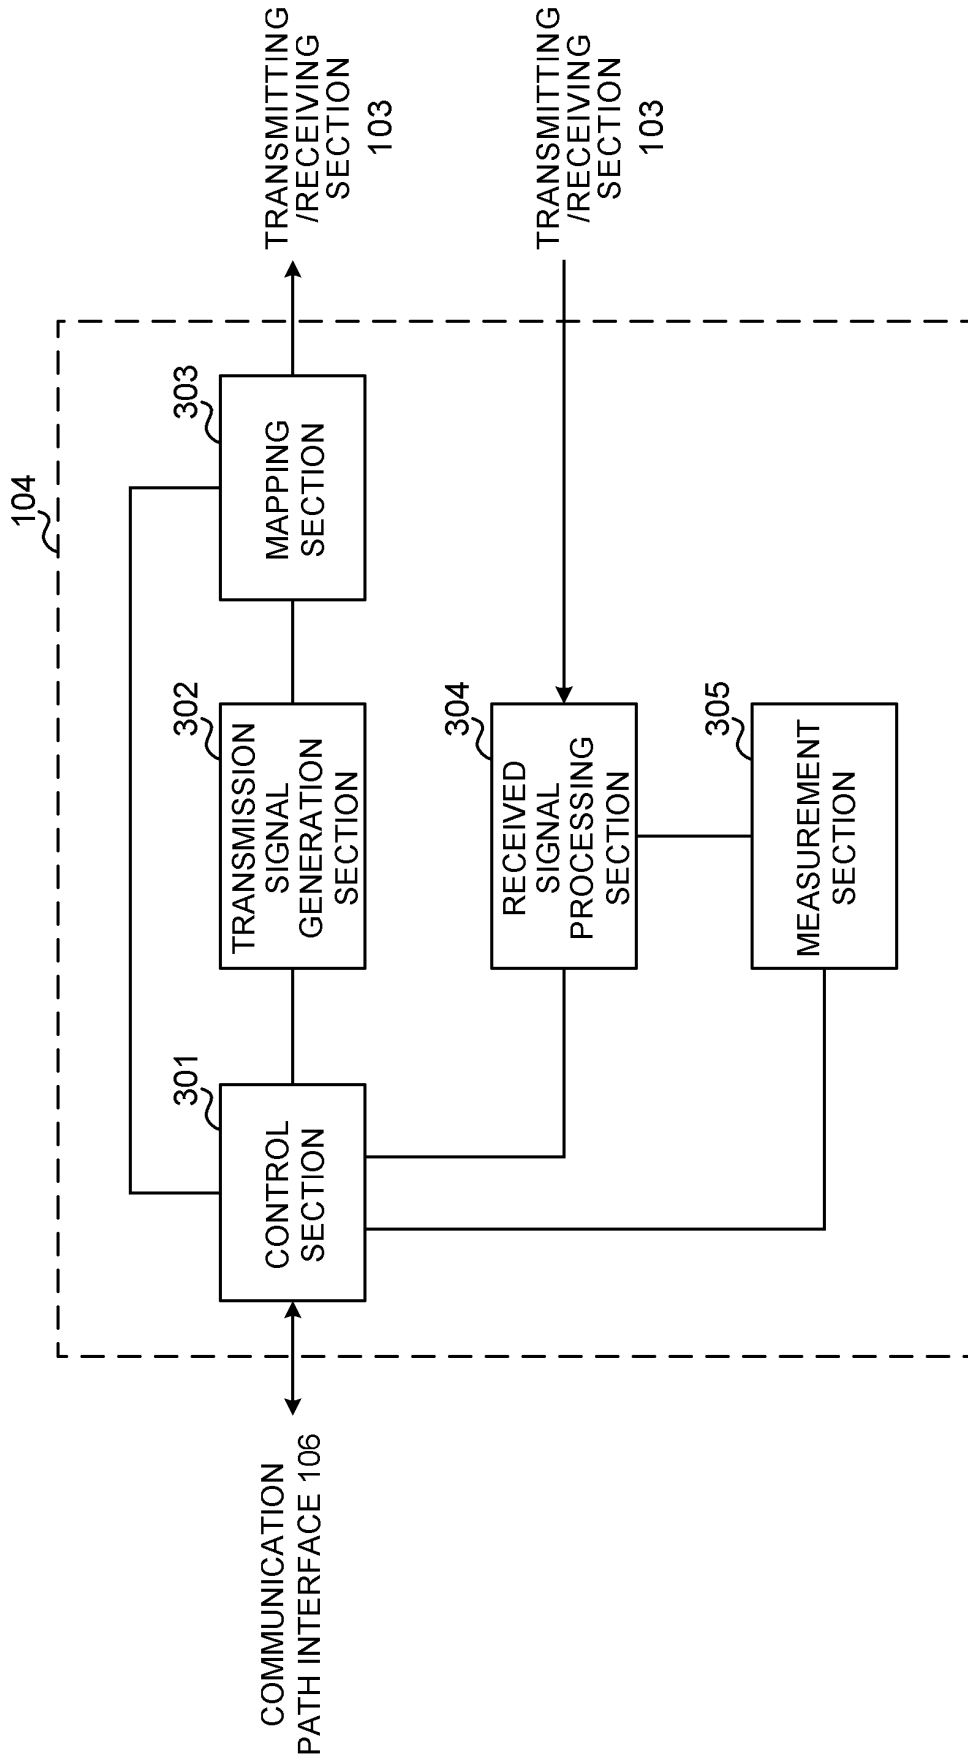 104
COMMUNICATION
PATH INTERFACE 106
301
CONTROL
SECTION
302
TRANSMISSION
SIGNAL
GENERATION
SECTION
303
MAPPING
SECTION
TRANSMITTING
/RECEIVING
SECTION
103
304
RECEIVED
SIGNAL
PROCESSING
SECTION
TRANSMITTING
/RECEIVING
SECTION
103
305
MEASUREMENT
SECTION